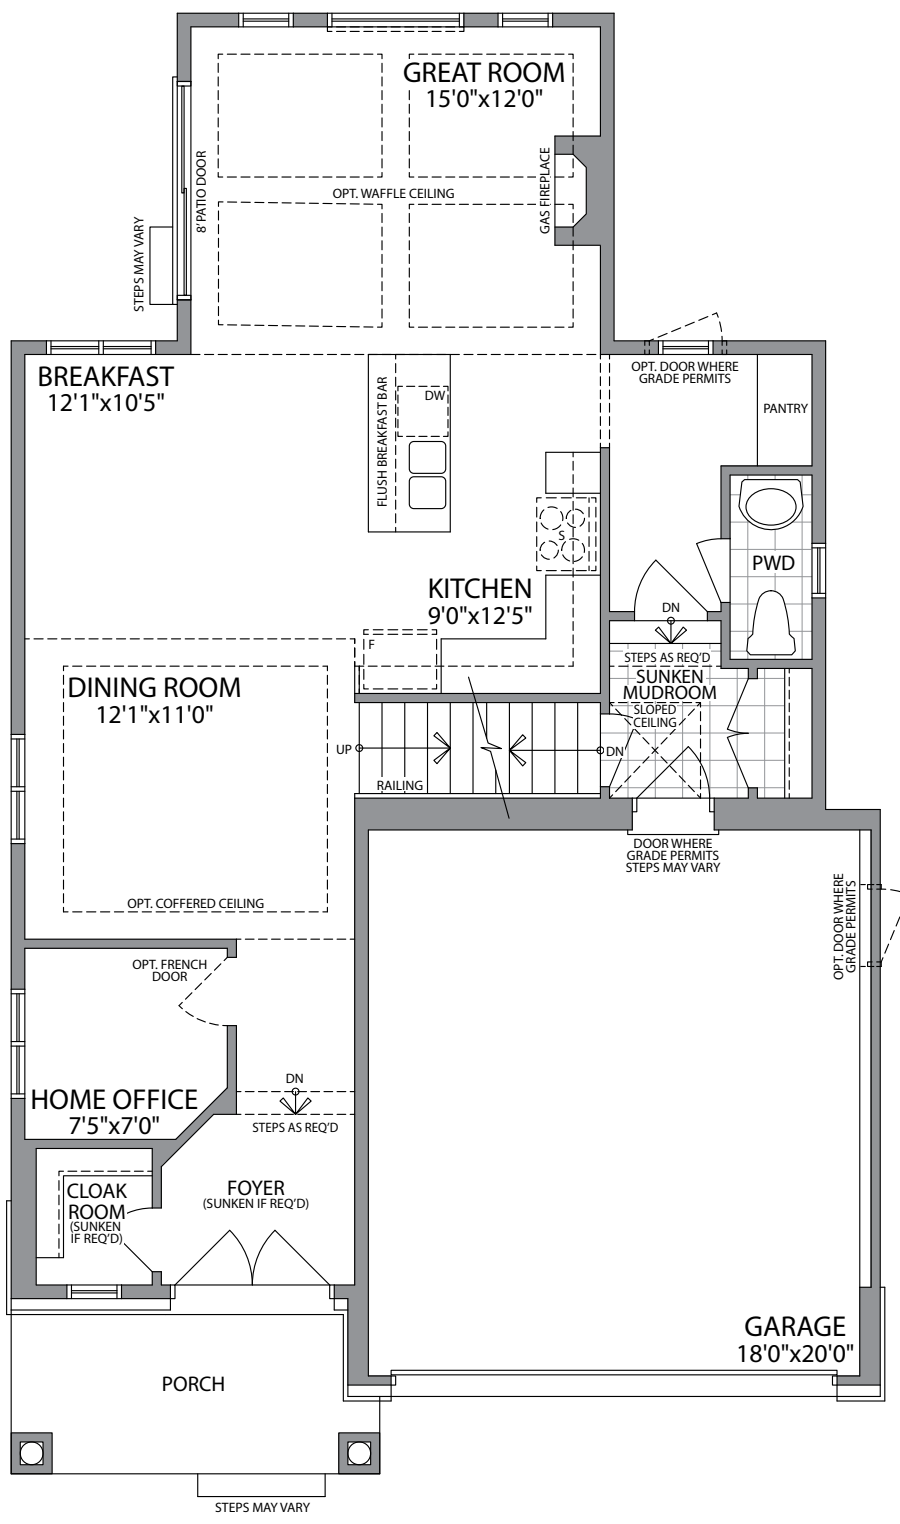 GREAT ROOM
15'0"x12'0"
8' PATIO DOOR
GAS FIREPLACE
OPT. WAFFLE CEILING
STEPS MAY VARY
BREAKFAST
12'1"x10'5"
FLUSH BREAKFAST BAR
DW
OPT. DOOR WHERE
GRADE PERMITS
PANTRY
S
PWD
KITCHEN
9'0"x12'5"
F
DN
STEPS AS REQ'D
SUNKEN
MUDROOM
SLOPED
CEILING
DINING ROOM
12'1"x11'0"
UP
DN
RAILING
DOOR WHERE
GRADE PERMITS
STEPS MAY VARY
OPT. DOOR WHERE
GRADE PERMITS
OPT. COFFERED CEILING
OPT. FRENCH
DOOR
HOME OFFICE
7'5"x7'0"
DN
STEPS AS REQ'D
CLOAK
ROOM
(SUNKEN
IF REQ'D)
FOYER
(SUNKEN IF REQ'D)
GARAGE
18'0"x20'0"
PORCH
STEPS MAY VARY